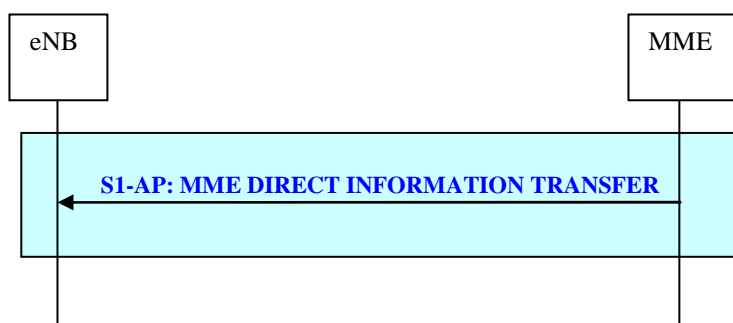 eNB
MME
S1-AP: MME DIRECT INFORMATION TRANSFER